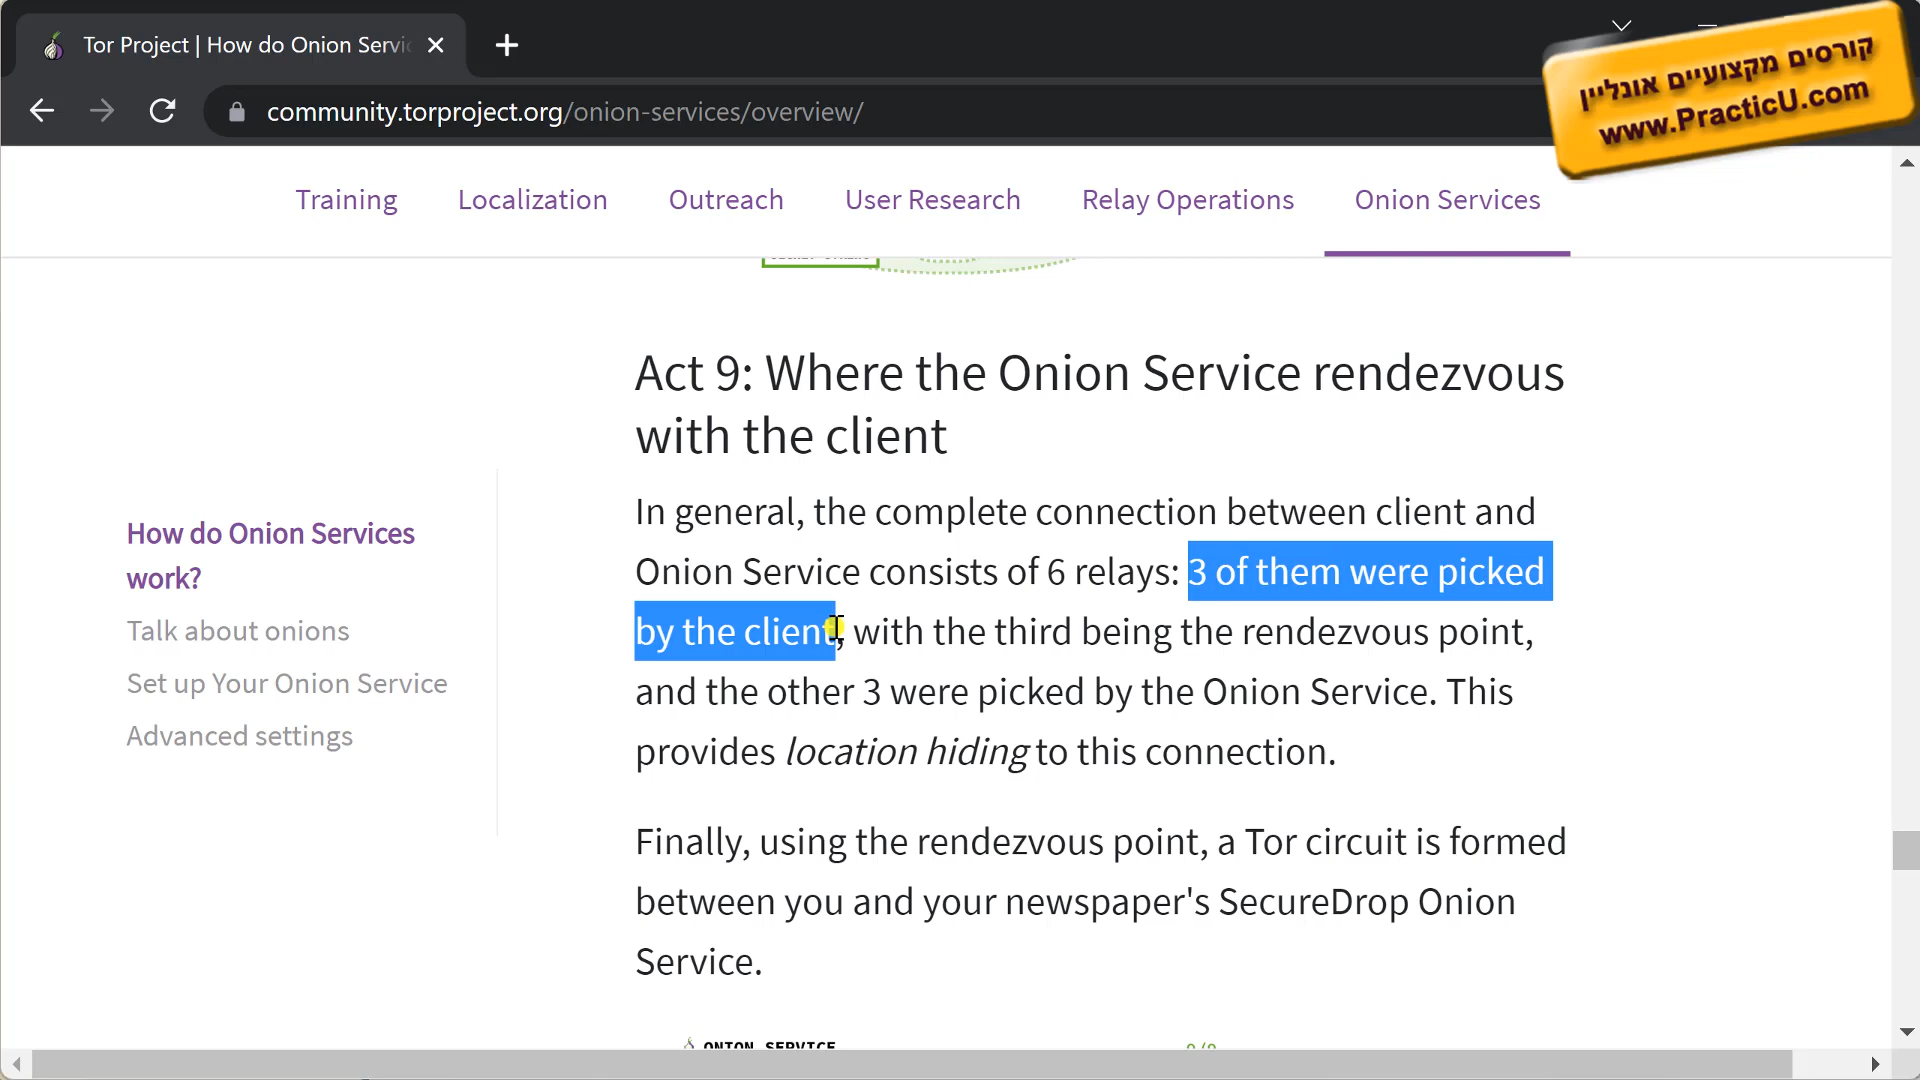 Tor Project | How do Onion Servic
community.torproject.org/onion-services/overview/
קורסים מקצועיים אונליין
www.PracticU.com
Training
Localization
Outreach
User Research
Relay Operations
Onion Services
Act 9: Where the Onion Service rendezvous
with the client
In general, the complete connection between client and
Onion Service consists of 6 relays: 3 of them were picked
by the client, with the third being the rendezvous point,
and the other 3 were picked by the Onion Service. This
provides location hiding to this connection.
Finally, using the rendezvous point, a Tor circuit is formed
between you and your newspaper's SecureDrop Onion
Service.
How do Onion Services
work?
Talk about onions
Set up Your Onion Service
Advanced settings
ONION SERVICE